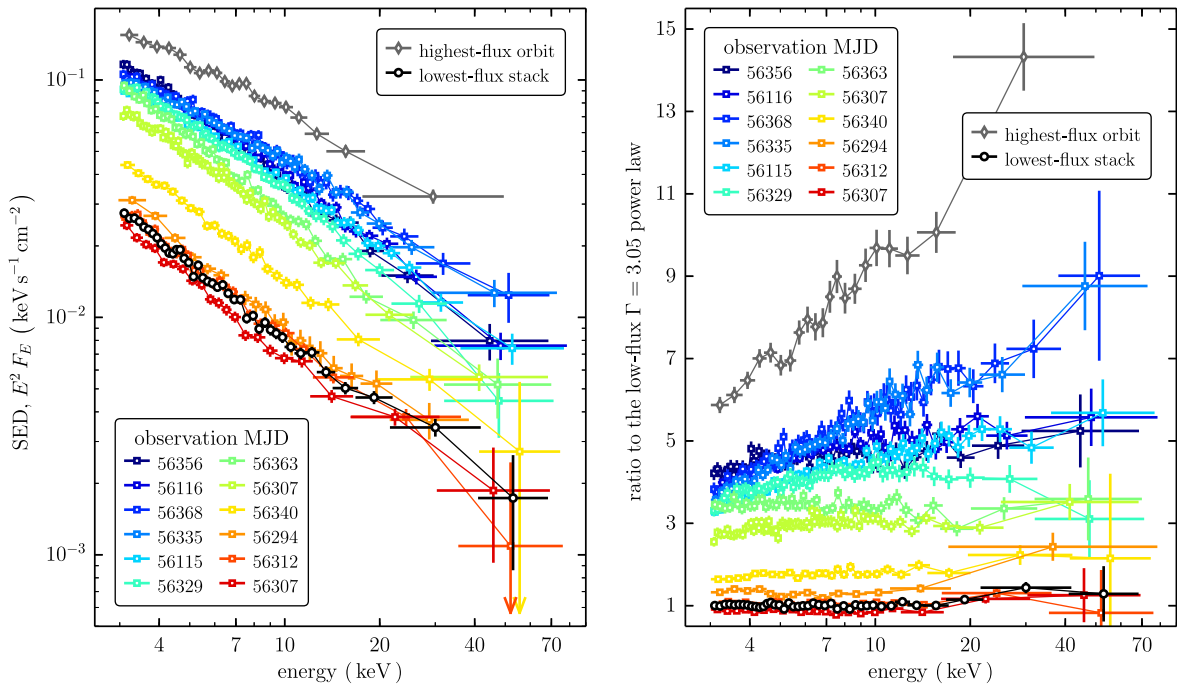 SED, E² F_E (keV s⁻¹ cm⁻²)
10⁻¹
10⁻²
10⁻³
highest-flux orbit
lowest-flux stack
observation MJD
56356 56363
56116 56307
56368 56340
56335 56294
56115 56312
56329 56307
4 7 10 20 40 70
energy (keV)
ratio to the low-flux Γ = 3.05 power law
15
13
11
9
7
5
3
1
observation MJD
56356 56363
56116 56307
56368 56340
56335 56294
56115 56312
56329 56307
highest-flux orbit
lowest-flux stack
4 7 10 20 40 70
energy (keV)